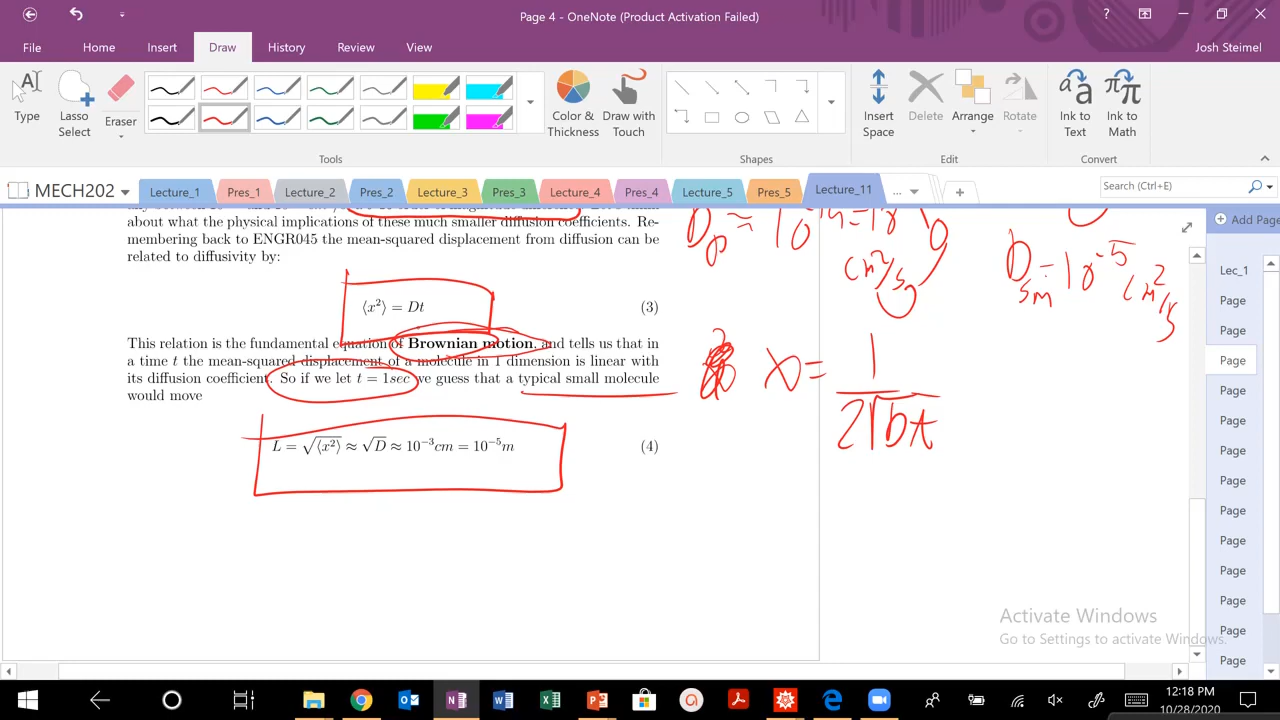 Page 4 - OneNote (Product Activation Failed)
?
File Home Insert Draw History Review View Josh Steimel
Type Lasso Select Eraser Color & Thickness Draw with Touch Insert Space Delete Arrange Rotate Ink to Text Ink to Math
Tools Shapes Edit Convert
MECH202 Lecture_1 Pres_1 Lecture_2 Pres_2 Lecture_3 Pres_3 Lecture_4 Pres_4 Lecture_5 Pres_5 Lecture_11 ... Search (Ctrl+E)
about what the physical implications of these much smaller diffusion coefficients. Re-
membering back to ENGR045 the mean-squared displacement from diffusion can be
related to diffusivity by:
⟨x²⟩ = Dt (3)
This relation is the fundamental equation of Brownian motion, and tells us that in
a time t the mean-squared displacement of a molecule in 1 dimension is linear with
its diffusion coefficient. So if we let t = 1sec we guess that a typical small molecule
would move
L = √⟨x²⟩ ≈ √D ≈ 10⁻³cm = 10⁻⁵m (4)
cm²/s
D sm = 10⁻⁵ cm²/s
x = 1 / 2√Dt
Add Page
Lec_1
Page
Page
Page
Page
Page
Page
Page
Page
Page
Page
Page
Page
Page
Activate Windows
Go to Settings to activate Windows.
12:18 PM
10/28/2020